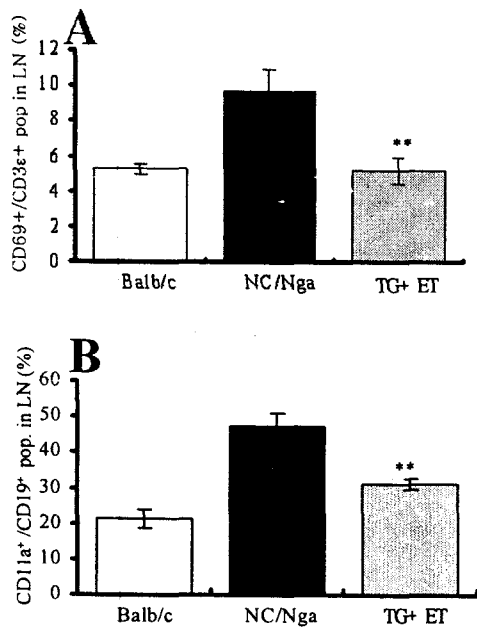 A
CD69+/CD3ε+ pop in LN (%)
12
10
8
6
4
2
0
**
Balb/c
NC/Nga
TG+ ET
B
CD11a⁺/CD19⁺ pop. in LN (%)
60
50
40
30
20
10
0
**
Balb/c
NC/Nga
TG+ ET